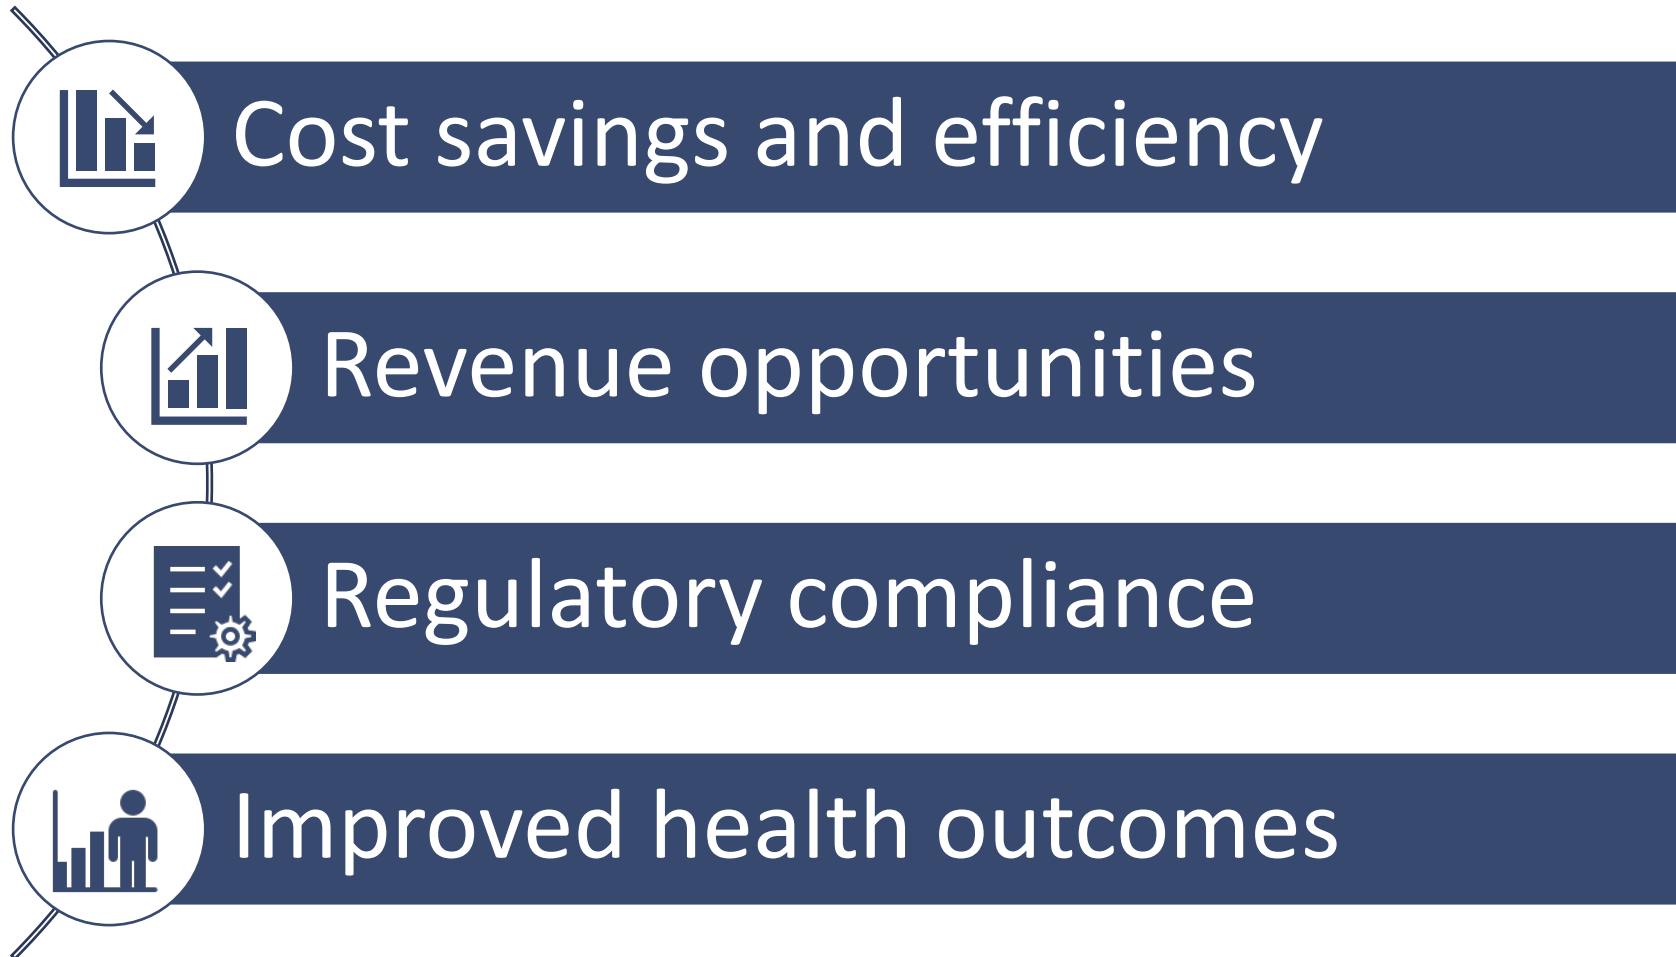 Cost savings and efficiency
Revenue opportunities
Regulatory compliance
Improved health outcomes